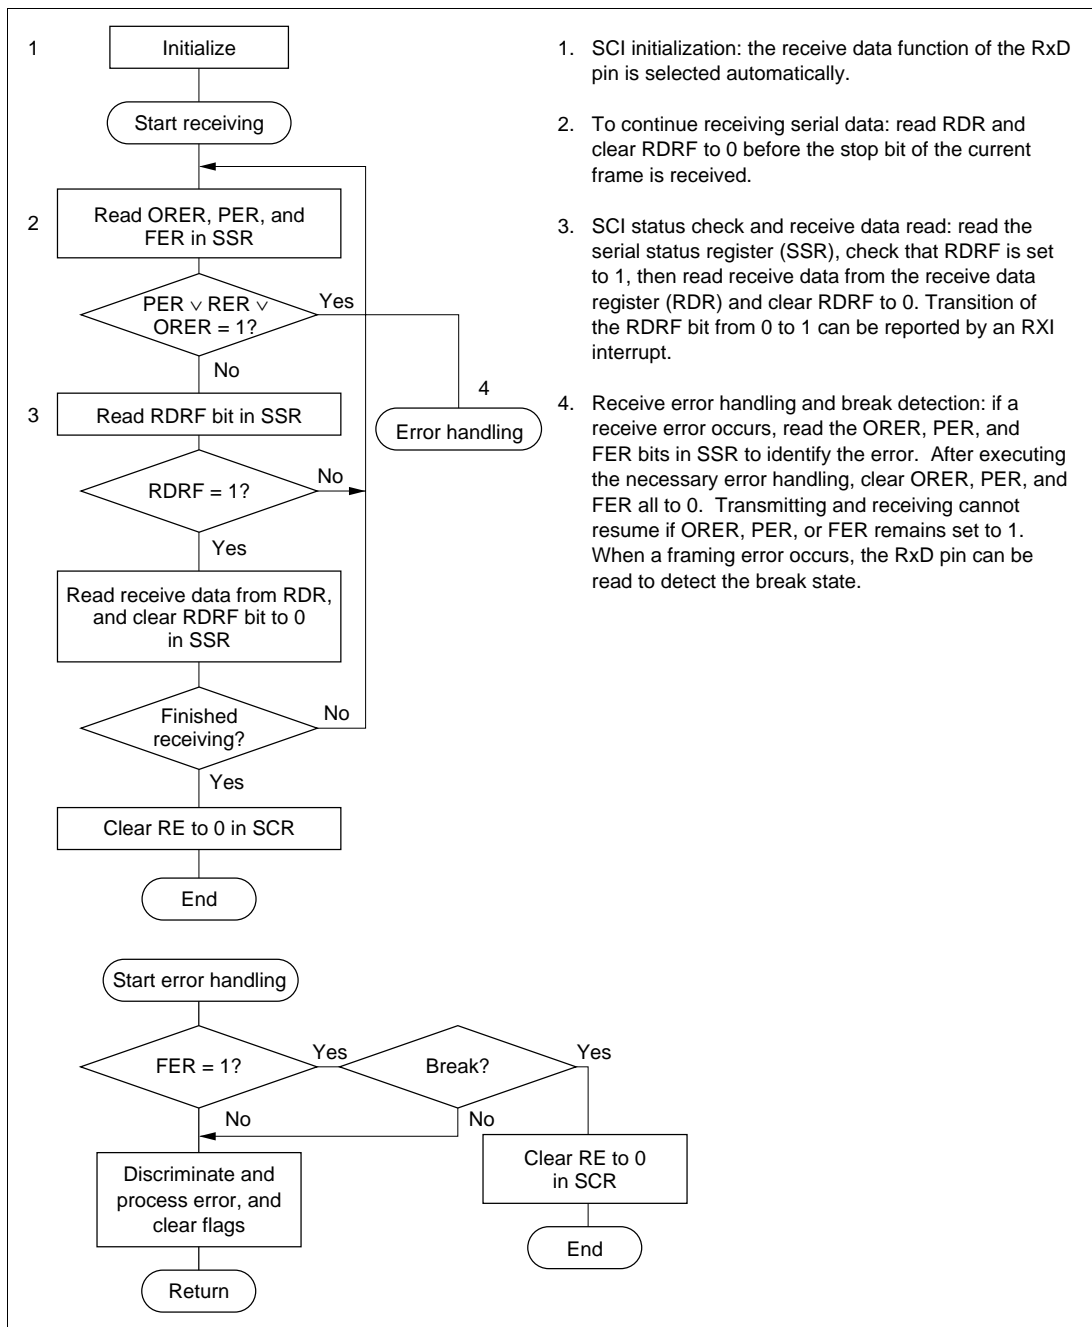 1
Initialize
Start receiving
2
Read ORER, PER, and
FER in SSR
PER ∨ RER ∨
ORER = 1?
Yes
No
4
Error handling
3
Read RDRF bit in SSR
RDRF = 1?
No
Yes
Read receive data from RDR,
and clear RDRF bit to 0
in SSR
Finished
receiving?
No
Yes
Clear RE to 0 in SCR
End
1. SCI initialization: the receive data function of the RxD
pin is selected automatically.
2. To continue receiving serial data: read RDR and
clear RDRF to 0 before the stop bit of the current
frame is received.
3. SCI status check and receive data read: read the
serial status register (SSR), check that RDRF is set
to 1, then read receive data from the receive data
register (RDR) and clear RDRF to 0. Transition of
the RDRF bit from 0 to 1 can be reported by an RXI
interrupt.
4. Receive error handling and break detection: if a
receive error occurs, read the ORER, PER, and
FER bits in SSR to identify the error. After executing
the necessary error handling, clear ORER, PER, and
FER all to 0. Transmitting and receiving cannot
resume if ORER, PER, or FER remains set to 1.
When a framing error occurs, the RxD pin can be
read to detect the break state.
Start error handling
FER = 1?
Yes
Break?
Yes
No
No
Discriminate and
process error, and
clear flags
Return
Clear RE to 0
in SCR
End